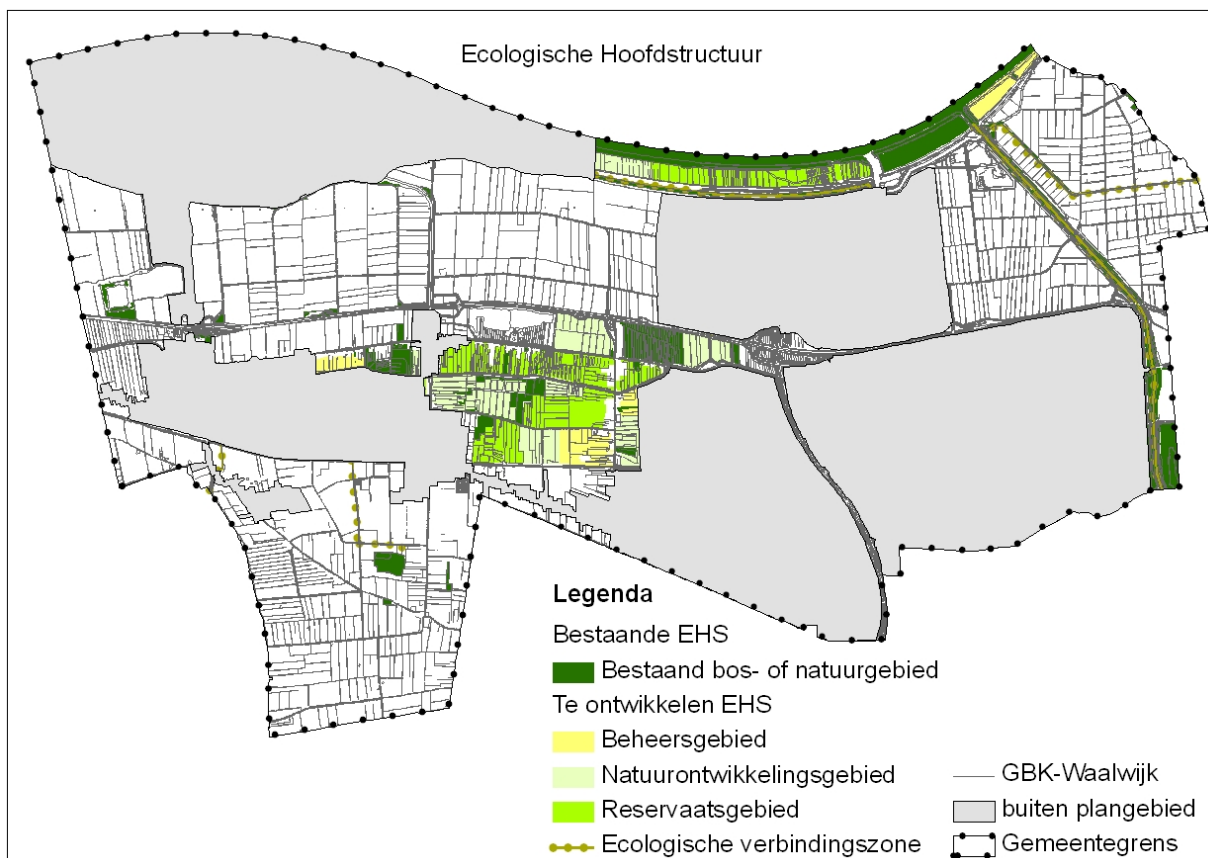 Ecologische Hoofdstructuur
Legenda
Bestaande EHS
Bestaand bos- of natuurgebied
Te ontwikkelen EHS
Beheersgebied
Natuurontwikkelingsgebied
Reservaatsgebied
Ecologische verbindingszone
GBK-Waalwijk
buiten plangebied
Gemeentegrens